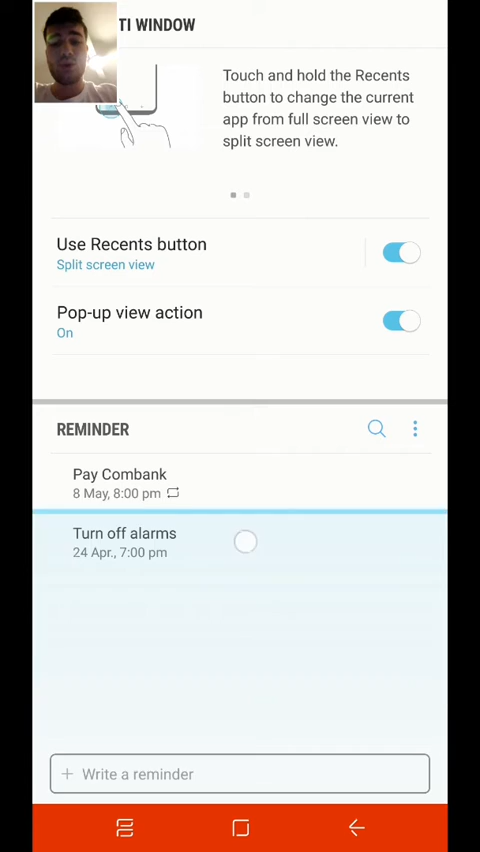 TI WINDOW
Touch and hold the Recents
button to change the current
app from full screen view to
split screen view.
Use Recents button
Split screen view
Pop-up view action
On
REMINDER
Pay Combank
8 May, 8:00 pm
Turn off alarms
24 Apr., 7:00 pm
+ Write a reminder